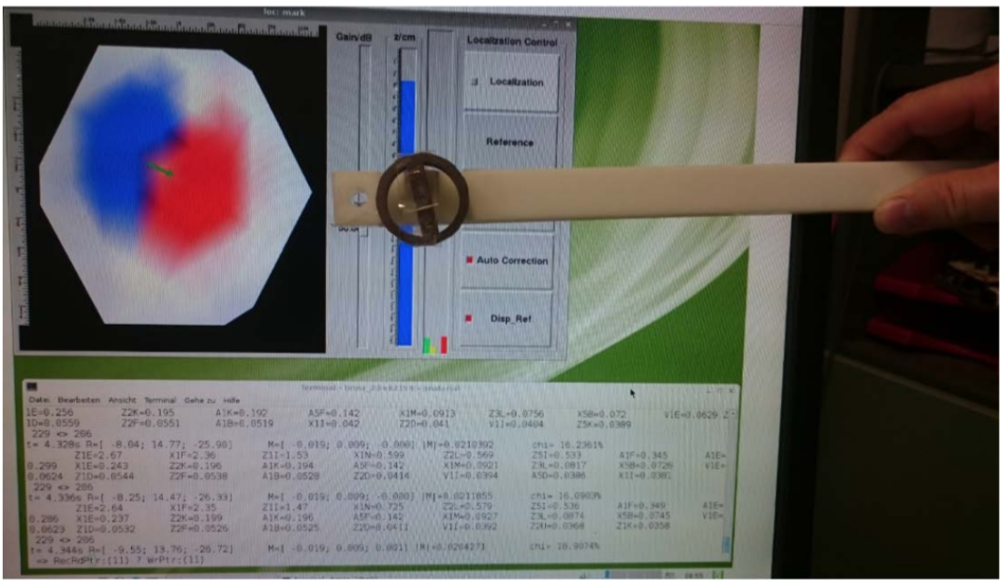 loc: mark
Gain/dB
z/cm
Localization Control
Localization
Reference
Auto Correction
Disp_Ref
Datei Bearbeiten Ansicht Terminal Gehe zu Hilfe
1E=0.256 Z2K=0.195 A1K=0.192 A5F=0.142 X1M=0.0913 Z3L=0.0756 X5B=0.072 V1E=0.0629
1D=0.0559 Z2F=0.0551 A1B=0.0519 X1I=0.042 Z2D=0.041 V1J=0.0404 Z5K=0.0389
229 <> 206
t= 4.328s R=[ -8.04; 14.77; -25.98] M=[ -0.019; 0.009; -0.000] |M|=0.0210392 chi= 16.2361%
Z1E=2.67 X1F=2.36 Z1I=1.53 X1N=0.599 Z2L=0.569 Z5I=0.533 A1F=0.345 A1E=
0.299 X1E=0.243 Z2K=0.196 A1K=0.194 A5F=0.142 X1M=0.0921 Z3L=0.0817 X5B=0.0726 V1E=
0.0624 Z1D=0.0544 Z2F=0.0538 A1B=0.0528 Z2D=0.0414 V1J=0.0394 A5D=0.0386 X1I=0.0381
229 <> 206
t= 4.336s R=[ -8.25; 14.47; -26.33] M=[ -0.019; 0.009; -0.000] |M|=0.0211055 chi= 16.0903%
Z1E=2.64 X1F=2.35 Z1I=1.47 X1N=0.725 Z2L=0.579 Z5I=0.536 A1F=0.349 A1E=
0.286 X1E=0.237 Z2K=0.199 A1K=0.196 A5F=0.142 X1M=0.0927 Z3L=0.0874 X5B=0.0745 V1E=
0.0623 Z1D=0.0532 Z2F=0.0526 A1B=0.0525 Z2D=0.0411 V1J=0.0392 Z2U=0.0368 Z1K=0.0358
229 <> 206
t= 4.344s R=[ -9.55; 13.76; -26.72] M=[ -0.019; 0.009; 0.001] |M|=0.0204271
=> RecRdPtr:(11) ? WrPtr:(11)